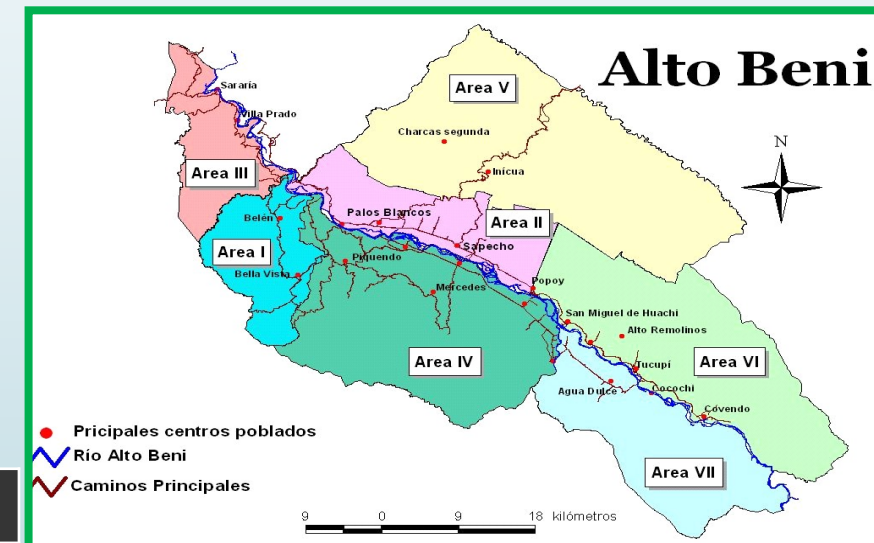 Alto Beni
Area V
Sararía
Villa Prado
Charcas segunda
N
Area III
Inícua
Palos Blancos
Area II
Belén
Area I
Sapecho
Piquendo
Bella Vista
Mercedes
Popoy
San Miguel de Huachi
Alto Remolinos
Area IV
Tucupí
Area VI
Agua Dulce
Cocochi
Covendo
Area VII
Pricipales centros poblados
Río Alto Beni
Caminos Principales
9 0 9 18 kilómetros